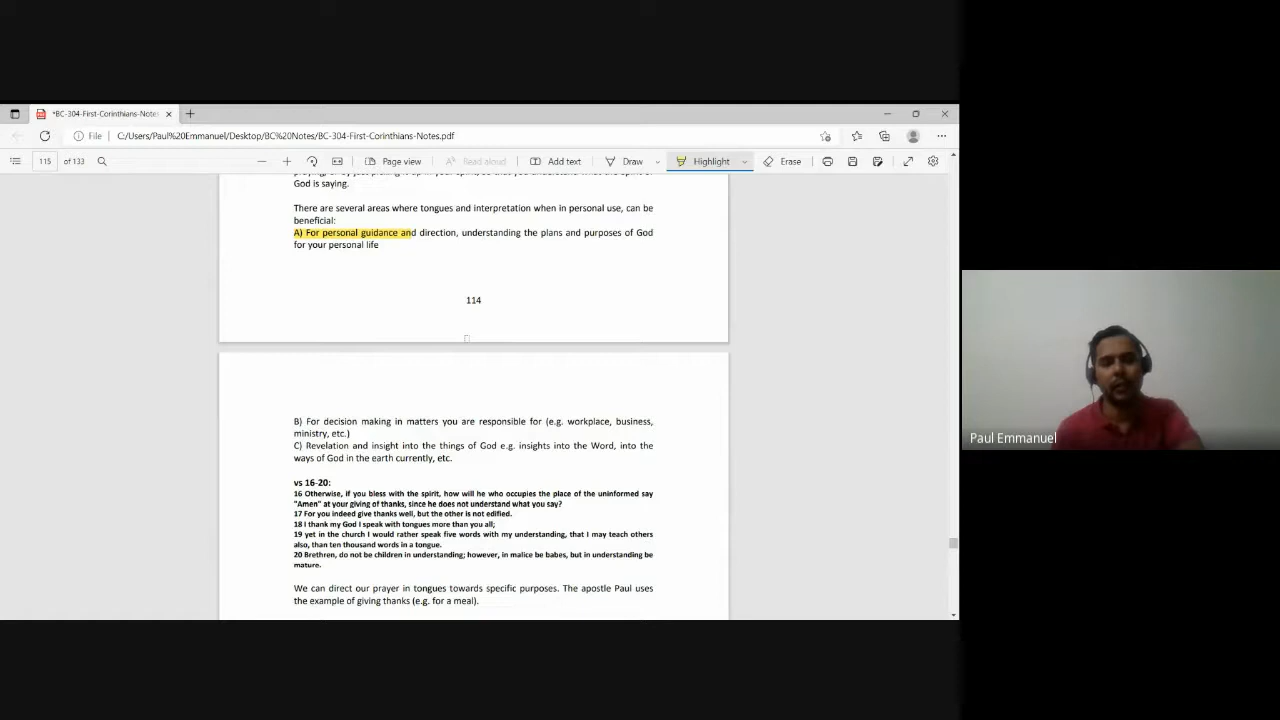 *BC-304-First-Corinthians-Notes
File
C:/Users/Paul%20Emmanuel/Desktop/BC%20Notes/BC-304-First-Corinthians-Notes.pdf
115 of 133
Page view
Read aloud
Add text
Draw
Highlight
Erase
God is saying.
There are several areas where tongues and interpretation when in personal use, can be
beneficial:
A) For personal guidance and direction, understanding the plans and purposes of God
for your personal life
114
B) For decision making in matters you are responsible for (e.g. workplace, business,
ministry, etc.)
C) Revelation and insight into the things of God e.g. insights into the Word, into the
ways of God in the earth currently, etc.
vs 16-20:
16 Otherwise, if you bless with the spirit, how will he who occupies the place of the uninformed say
"Amen" at your giving of thanks, since he does not understand what you say?
17 For you indeed give thanks well, but the other is not edified.
18 I thank my God I speak with tongues more than you all;
19 yet in the church I would rather speak five words with my understanding, that I may teach others
also, than ten thousand words in a tongue.
20 Brethren, do not be children in understanding; however, in malice be babes, but in understanding be
mature.
We can direct our prayer in tongues towards specific purposes. The apostle Paul uses
the example of giving thanks (e.g. for a meal).
Paul Emmanuel